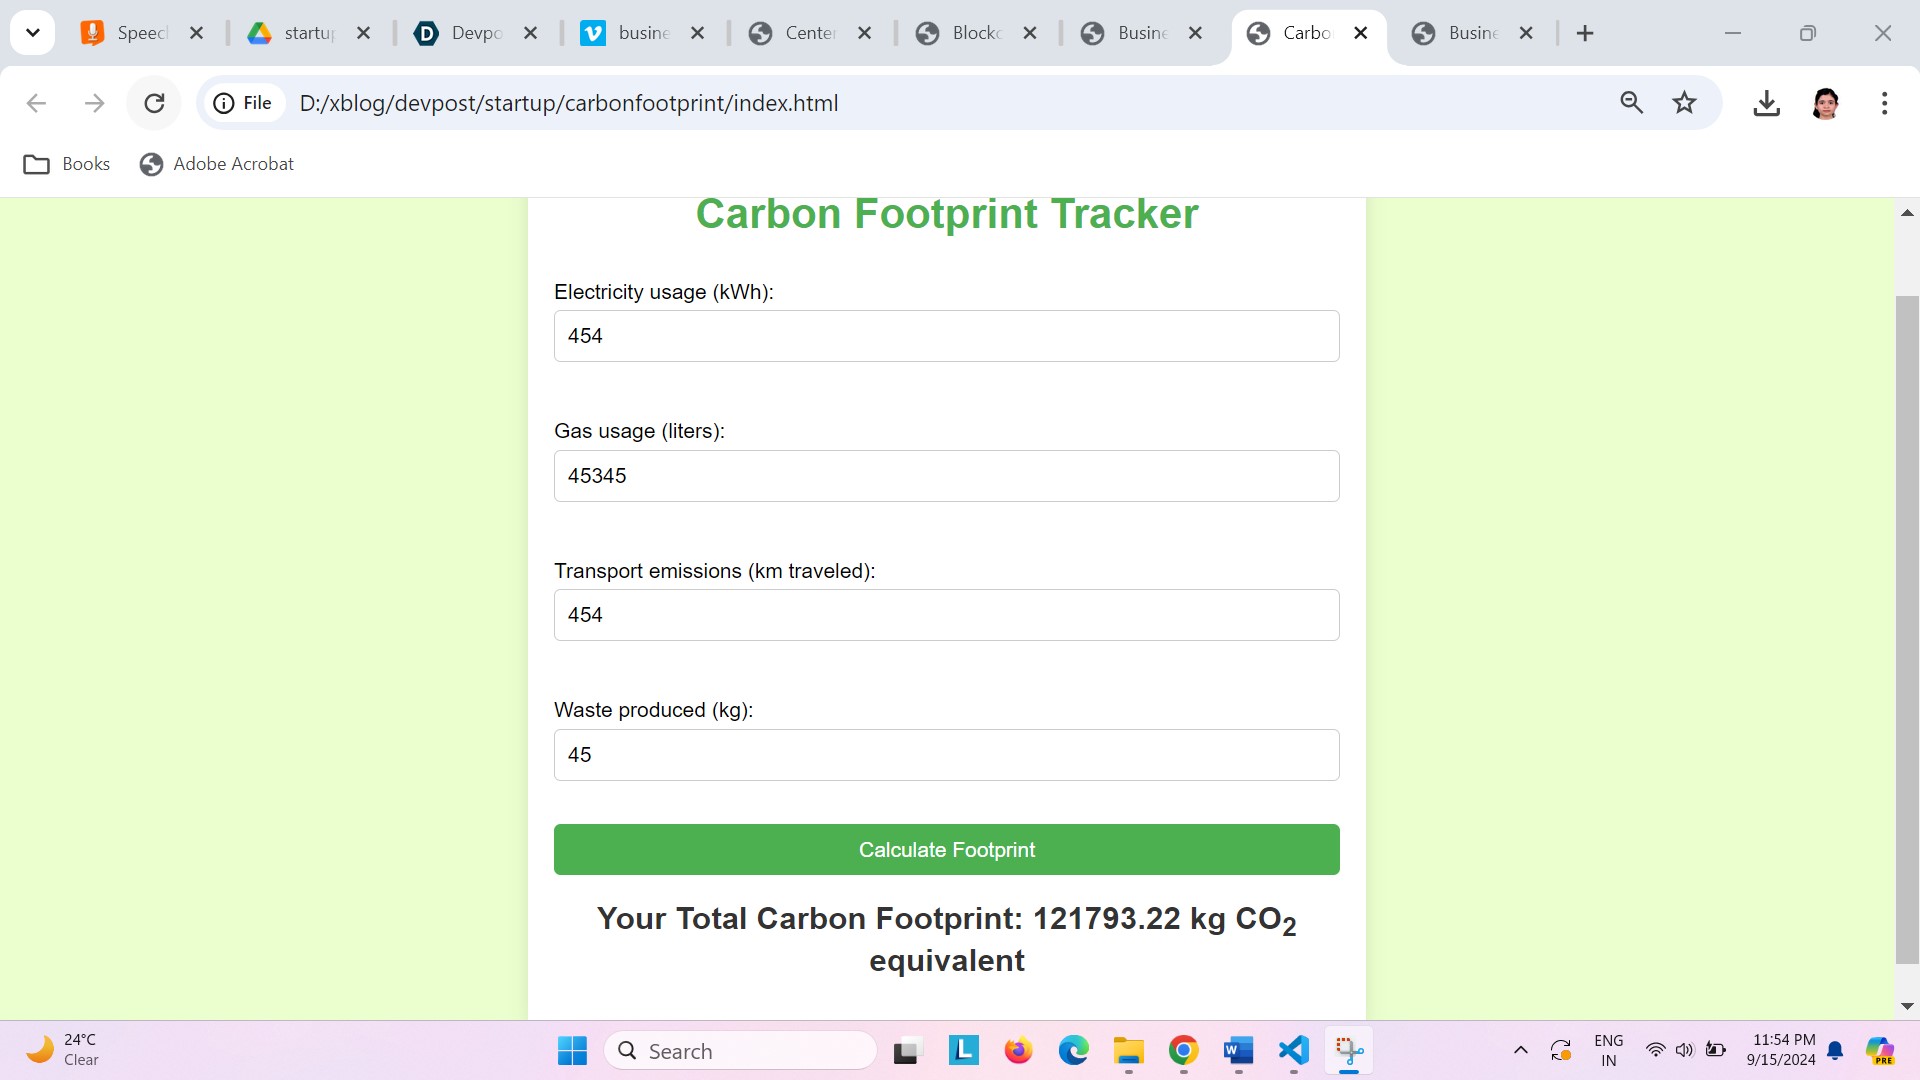 Speecl
startup
Devpo
busine
Center
Blockc
Busine
Carbo
Busine
File
D:/xblog/devpost/startup/carbonfootprint/index.html
Books
Adobe Acrobat
Carbon Footprint Tracker
Electricity usage (kWh):
454
Gas usage (liters):
45345
Transport emissions (km traveled):
454
Waste produced (kg):
45
Calculate Footprint
Your Total Carbon Footprint: 121793.22 kg CO₂
equivalent
24°C
Clear
Search
ENG
IN
11:54 PM
9/15/2024
PRE